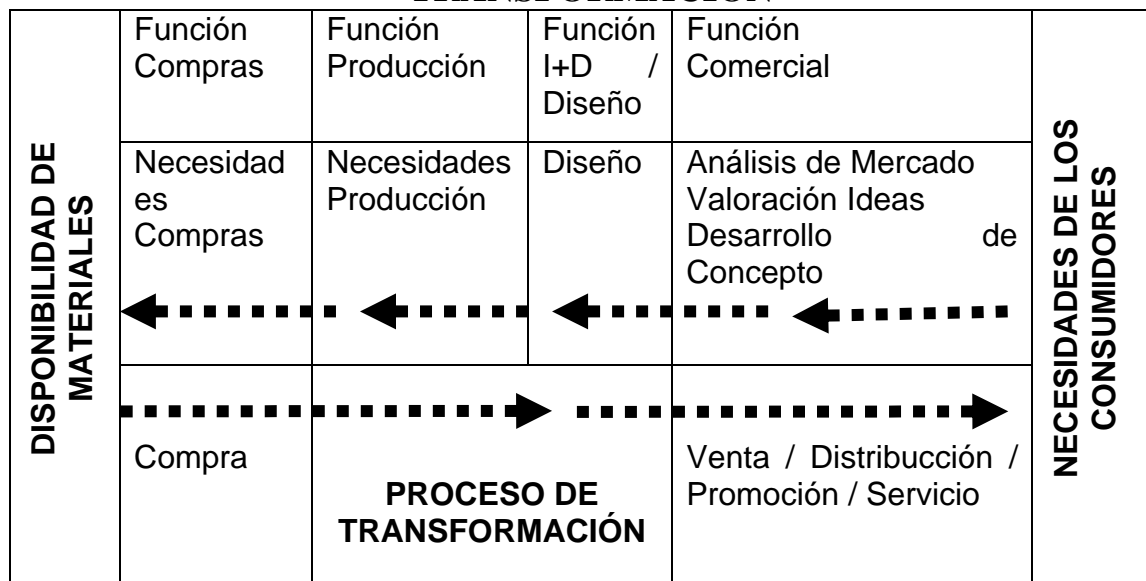 TRANSFORMACIÓN
DISPONIBILIDAD DE
MATERIALES
Función
Compras
Función
Producción
Función
I+D /
Diseño
Función
Comercial
Necesidad
es
Compras
Necesidades
Producción
Diseño
Análisis de Mercado
Valoración Ideas
Desarrollo de
Concepto
Compra
PROCESO DE
TRANSFORMACIÓN
Venta / Distribucción /
Promoción / Servicio
NECESIDADES DE LOS
CONSUMIDORES